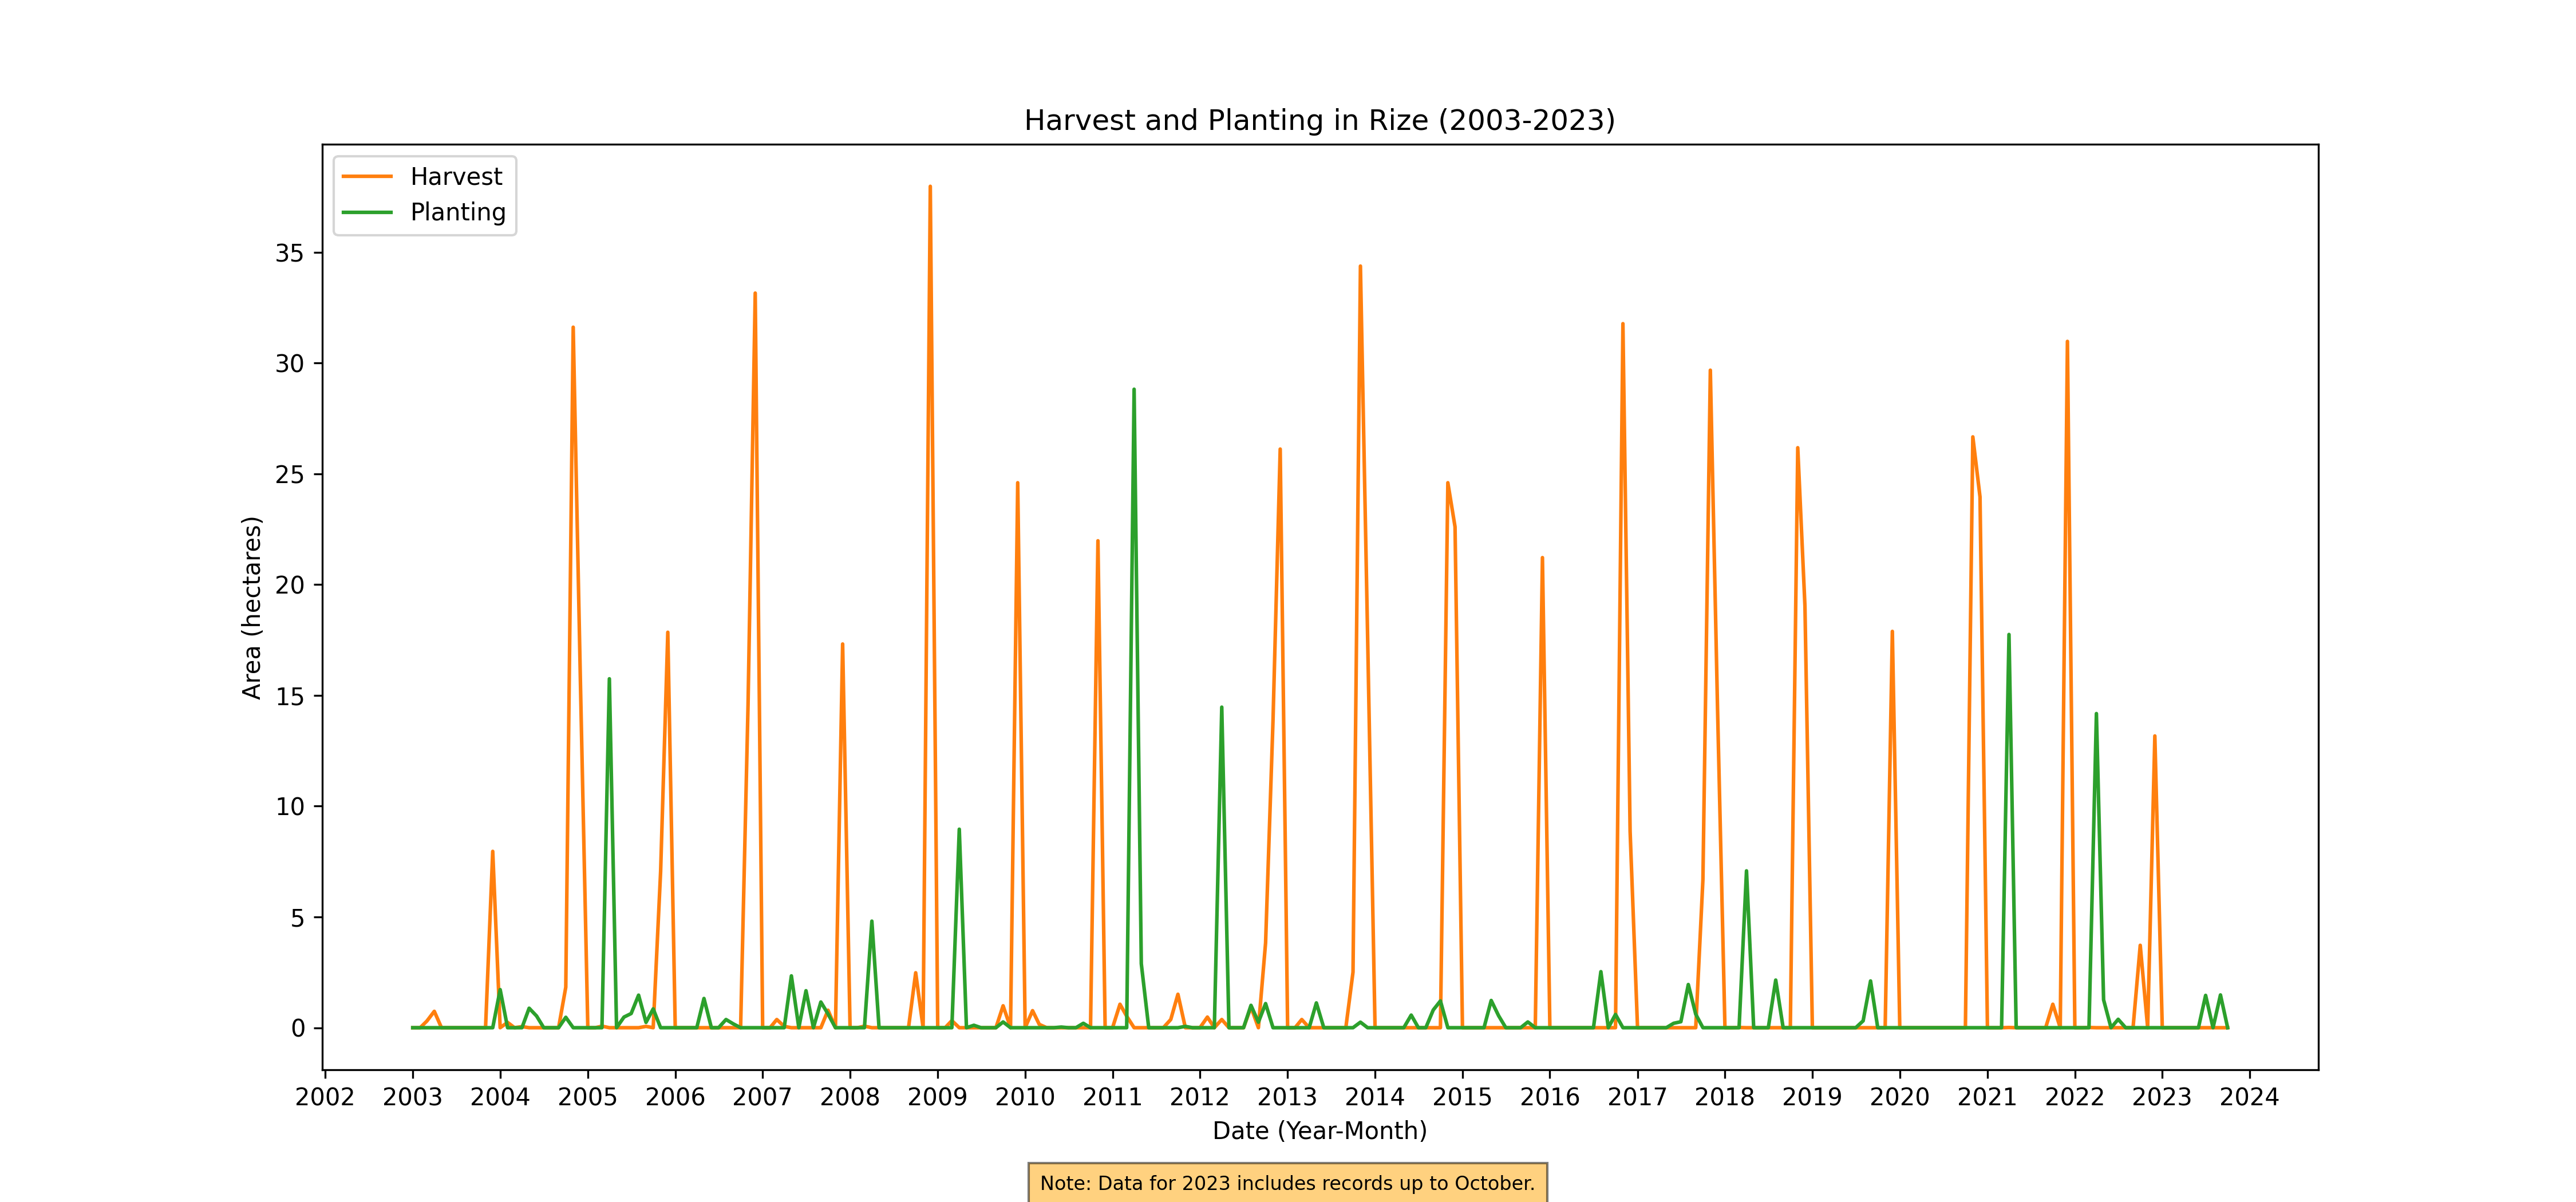 Harvest and Planting in Rize (2003-2023)
Harvest
Planting
35
30
25
20
15
10
5
0
Area (hectares)
2002 2003 2004 2005 2006 2007 2008 2009 2010 2011 2012 2013 2014 2015 2016 2017 2018 2019 2020 2021 2022 2023 2024
Date (Year-Month)
Note: Data for 2023 includes records up to October.